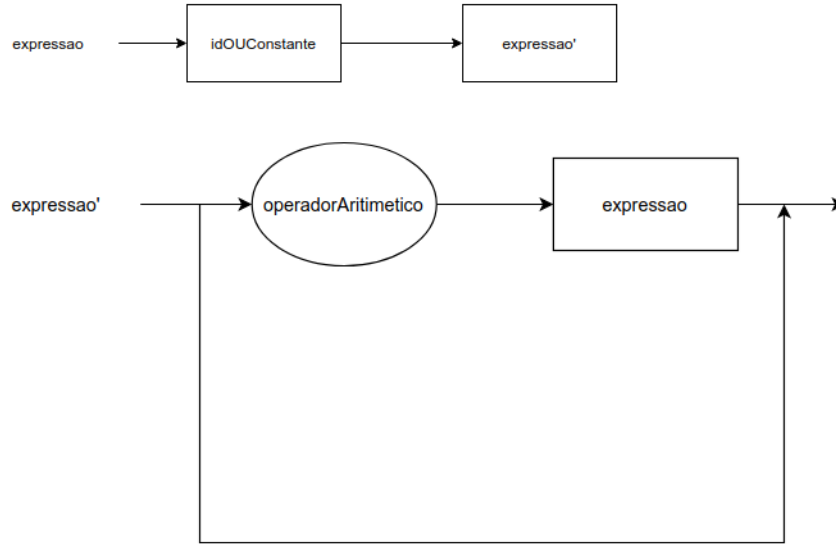 expressao
idOUConstante
expressao'
expressao'
operadorAritimetico
expressao